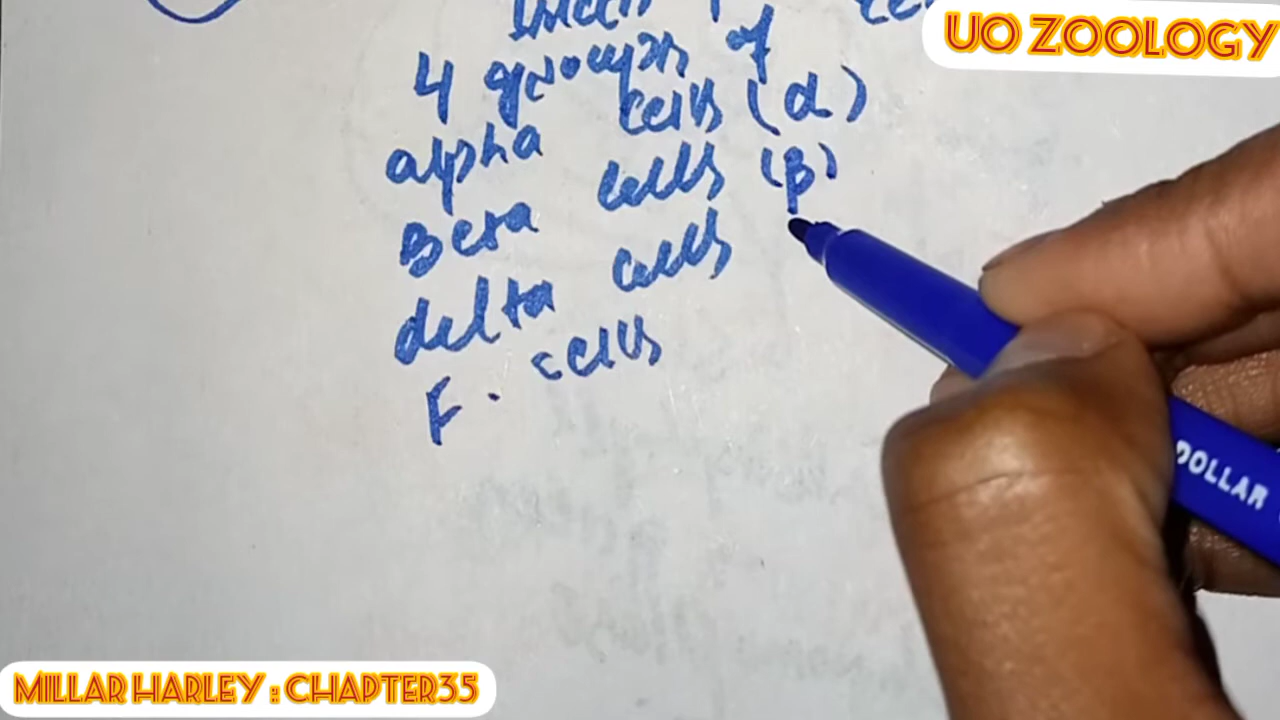 UO ZOOLOGY
4 groups of
alpha cells (α)
Beta cells (β)
delta cells
F. cells
DOLLAR
MILLAR HARLEY : CHAPTER35